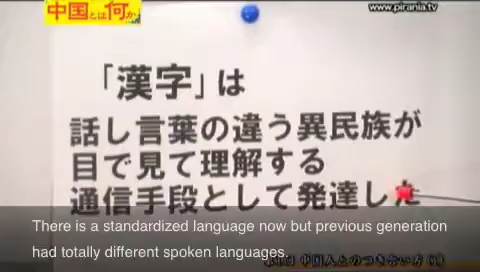 中国とは何か
www.pirania.tv
「漢字」は
話し言葉の違う異民族が
目で見て理解する
通信手段として発達した
There is a standardized language now but previous generation
had totally different spoken languages.
中国人とのつきあい方(1)